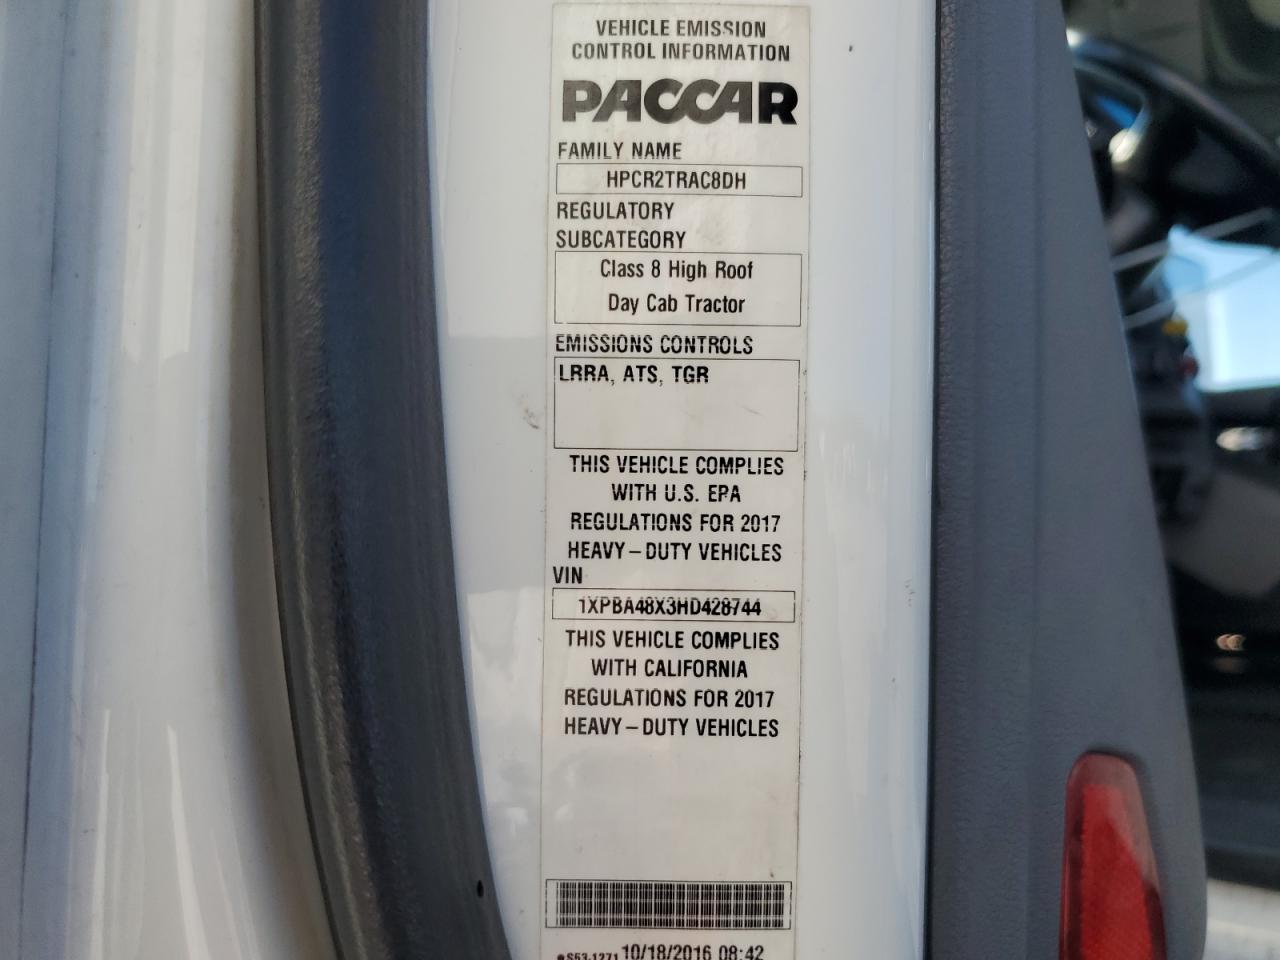 VEHICLE EMISSION
CONTROL INFORMATION
PACCAR
FAMILY NAME
HPCR2TRAC8DH
REGULATORY
SUBCATEGORY
Class 8 High Roof
Day Cab Tractor
EMISSIONS CONTROLS
LRRA, ATS, TGR
THIS VEHICLE COMPLIES
WITH U.S. EPA
REGULATIONS FOR 2017
HEAVY-DUTY VEHICLES
VIN
1XPBA48X3HD428744
THIS VEHICLE COMPLIES
WITH CALIFORNIA
REGULATIONS FOR 2017
HEAVY-DUTY VEHICLES
S53-1271 10/18/2016 08:42